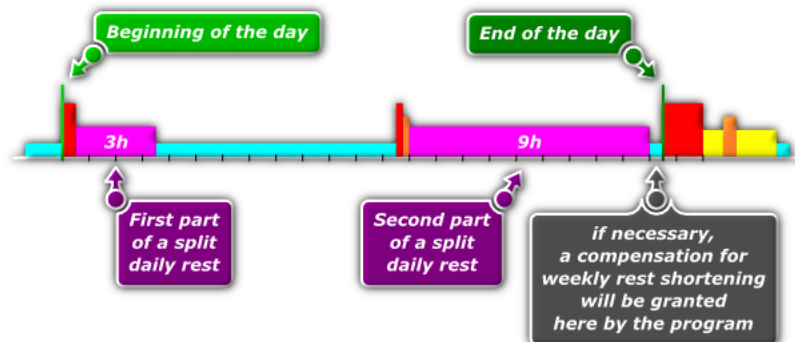 Beginning of the day
End of the day
3h
9h
First part
of a split
daily rest
Second part
of a split
daily rest
if necessary,
a compensation for
weekly rest shortening
will be granted
here by the program